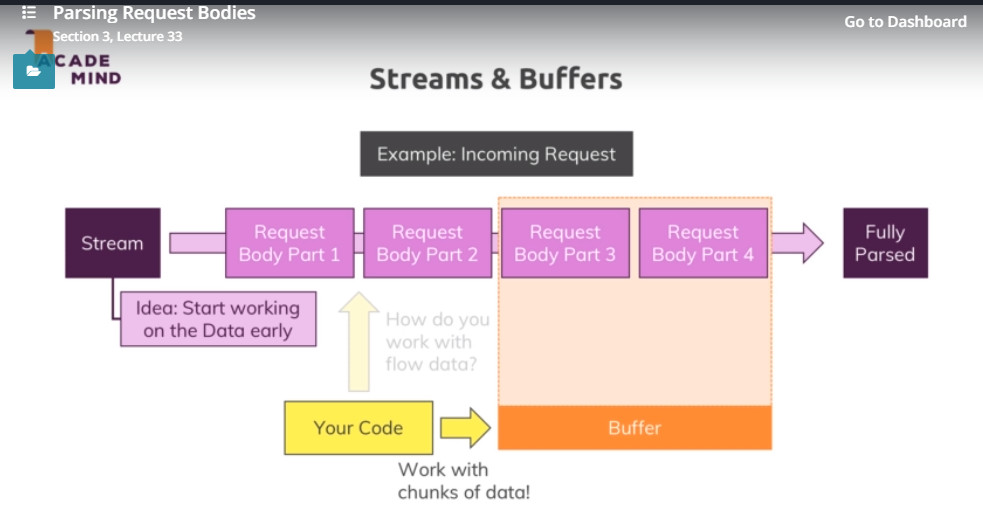 Parsing Request Bodies
Section 3, Lecture 33
Go to Dashboard
ACADE
MIND
Streams & Buffers
Example: Incoming Request
Stream
Request
Body Part 1
Request
Body Part 2
Request
Body Part 3
Request
Body Part 4
Fully
Parsed
Idea: Start working
on the Data early
How do you
work with
flow data?
Your Code
Buffer
Work with
chunks of data!